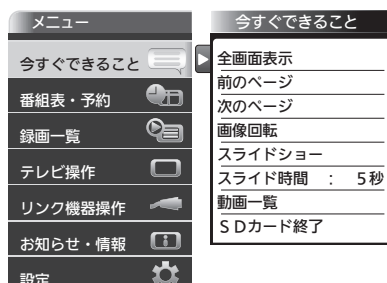 メニュー
今すぐできること
番組表・予約
録画一覧
テレビ操作
リンク機器操作
お知らせ・情報
設定
今すぐできること
全画面表示
前のページ
次のページ
画像回転
スライドショー
スライド時間 : 5秒
動画一覧
SDカード終了